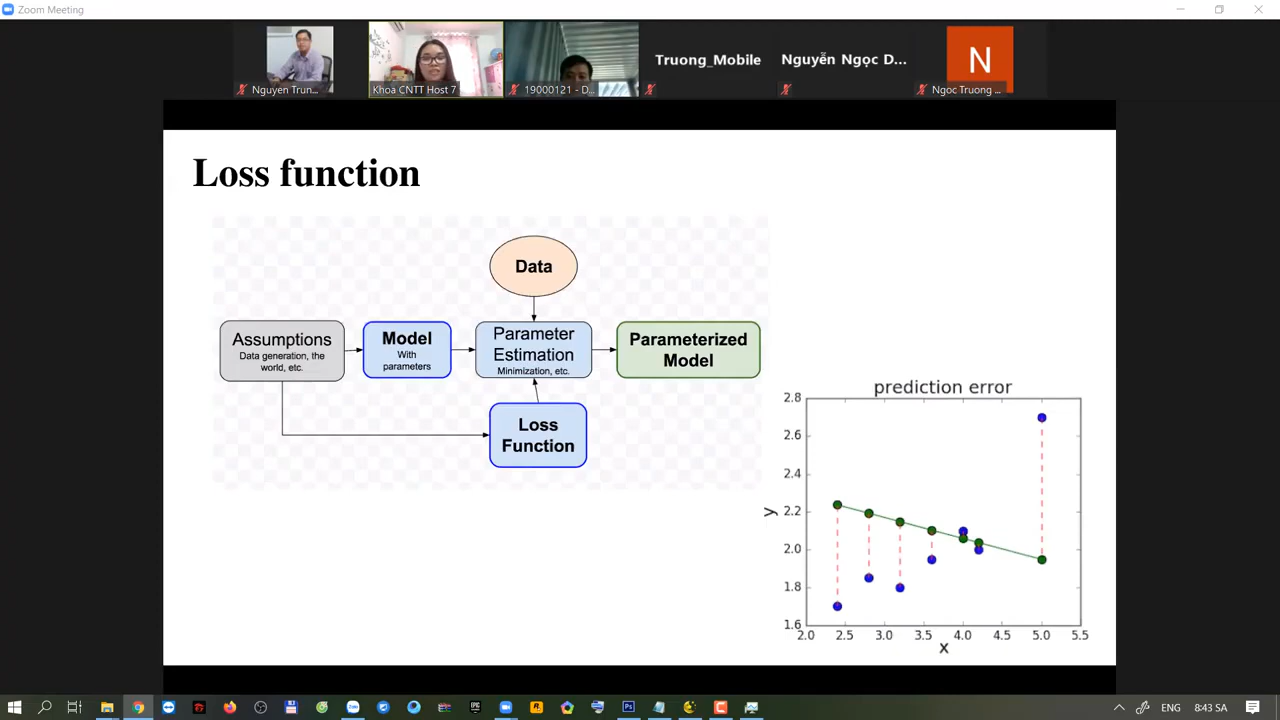 Zoom Meeting
Truong_Mobile
Nguyễn Ngọc D...
N
Nguyen Trun...
Khoa CNTT Host 7
19000121 - D...
Ngoc Truong ...
Loss function
Data
Assumptions
Data generation, the
world, etc.
Model
With
parameters
Parameter
Estimation
Minimization, etc.
Parameterized
Model
Loss
Function
prediction error
2.8
2.6
2.4
2.2
2.0
1.8
1.6
y
2.0 2.5 3.0 3.5 4.0 4.5 5.0 5.5
x
ENG
8:43 SA